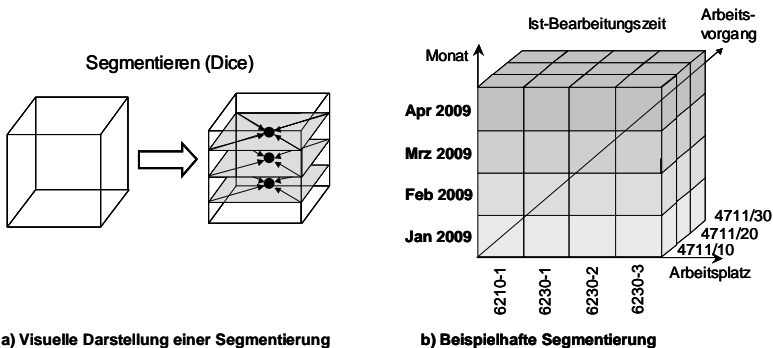 Segmentieren (Dice)
a) Visuelle Darstellung einer Segmentierung
Ist-Bearbeitungszeit
Arbeits-
vorgang
Monat
Apr 2009
Mrz 2009
Feb 2009
Jan 2009
4711/30
4711/20
4711/10
Arbeitsplatz
6210-1
6230-1
6230-2
6230-3
b) Beispielhafte Segmentierung